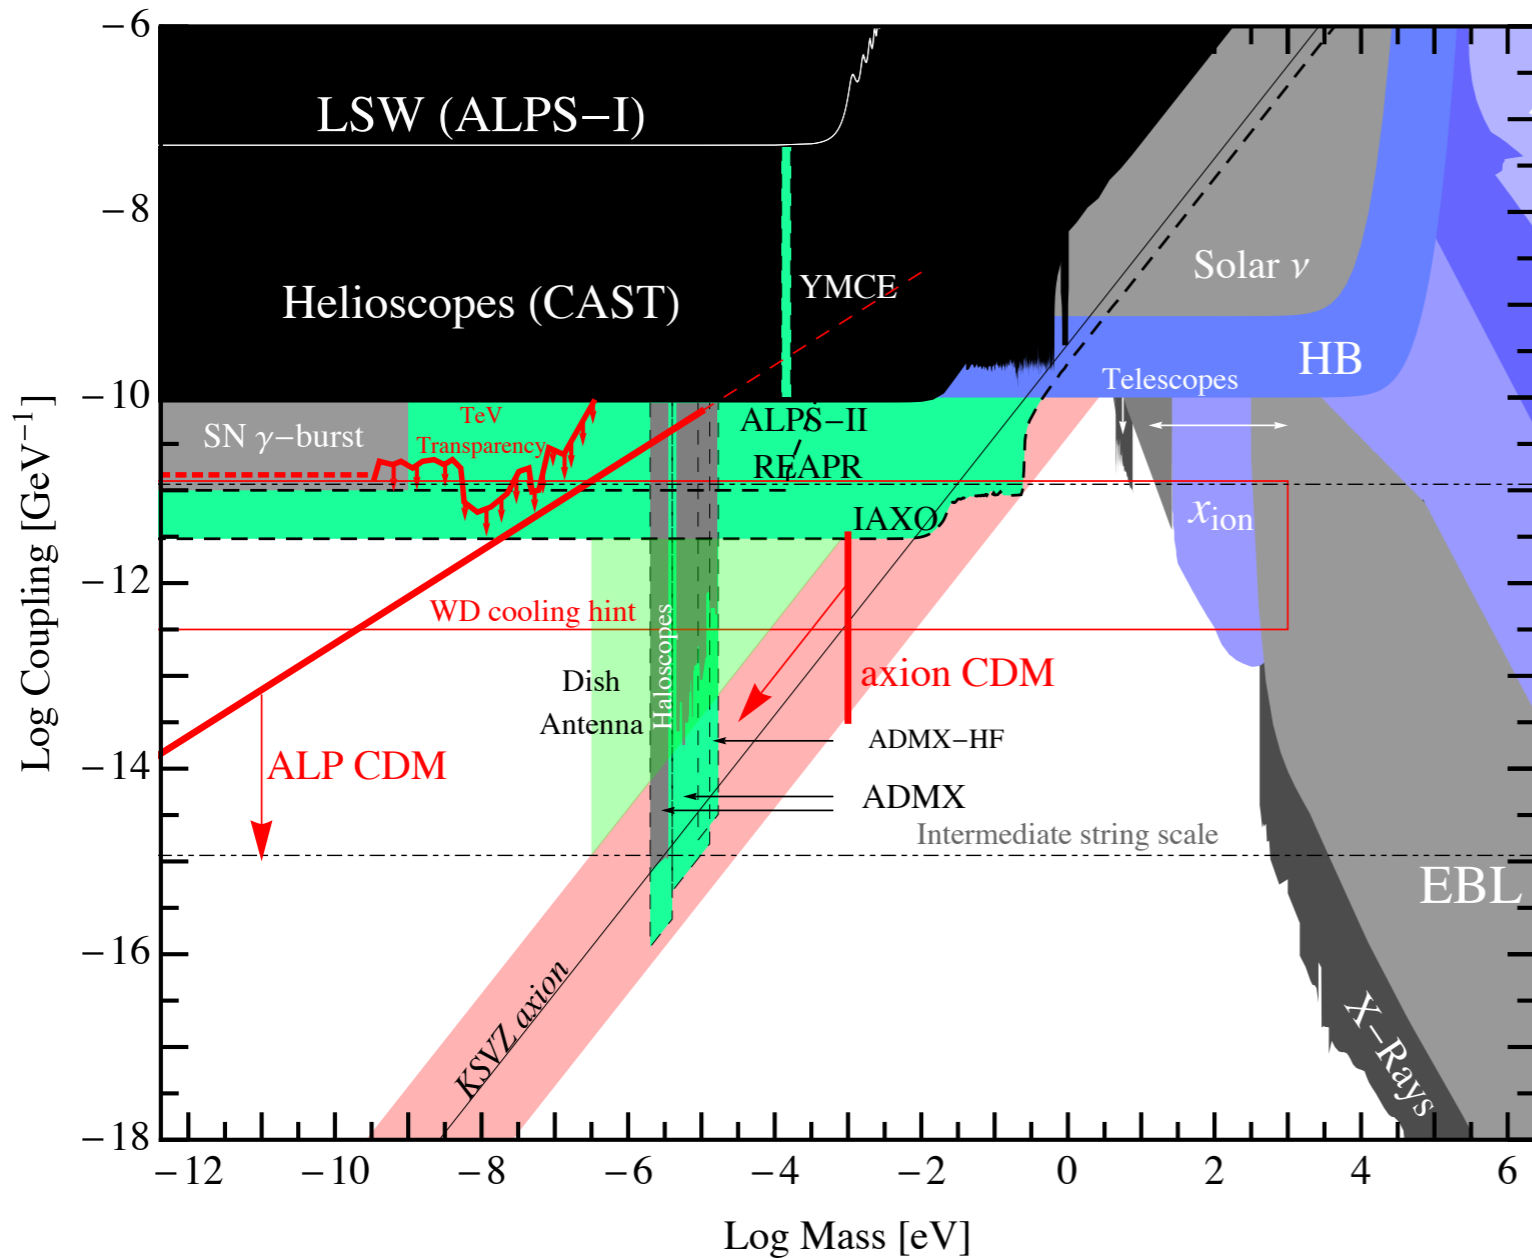 −6
−8
−10
−12
−14
−16
−18
Log Coupling [GeV−1]
LSW (ALPS−I)
Helioscopes (CAST)
YMCE
Solar ν
HB
Telescopes
SN γ−burst
TeV
Transparency
ALPS−II
REAPR
IAXO
xion
WD cooling hint
Haloscopes
Dish
Antenna
axion CDM
ADMX−HF
ADMX
ALP CDM
Intermediate string scale
EBL
X−Rays
KSVZ axion
−12
−10
−8
−6
−4
−2
0
2
4
6
Log Mass [eV]